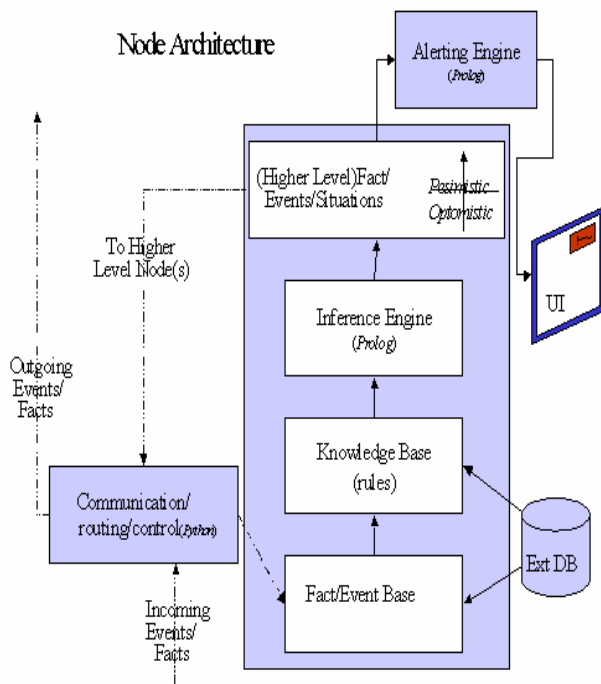 Node Architecture
Alerting Engine
(Prolog)
(Higher Level)Fact/
Events/Situations
Pasimistic
Optomistic
To Higher
Level Node(s)
UI
Inference Engine
(Prolog)
Outgoing
Events/
Facts
Knowledge Base
(rules)
Communication/
routing/control(Python)
Ext DB
Fact/Event Base
Incoming
Events/
Facts